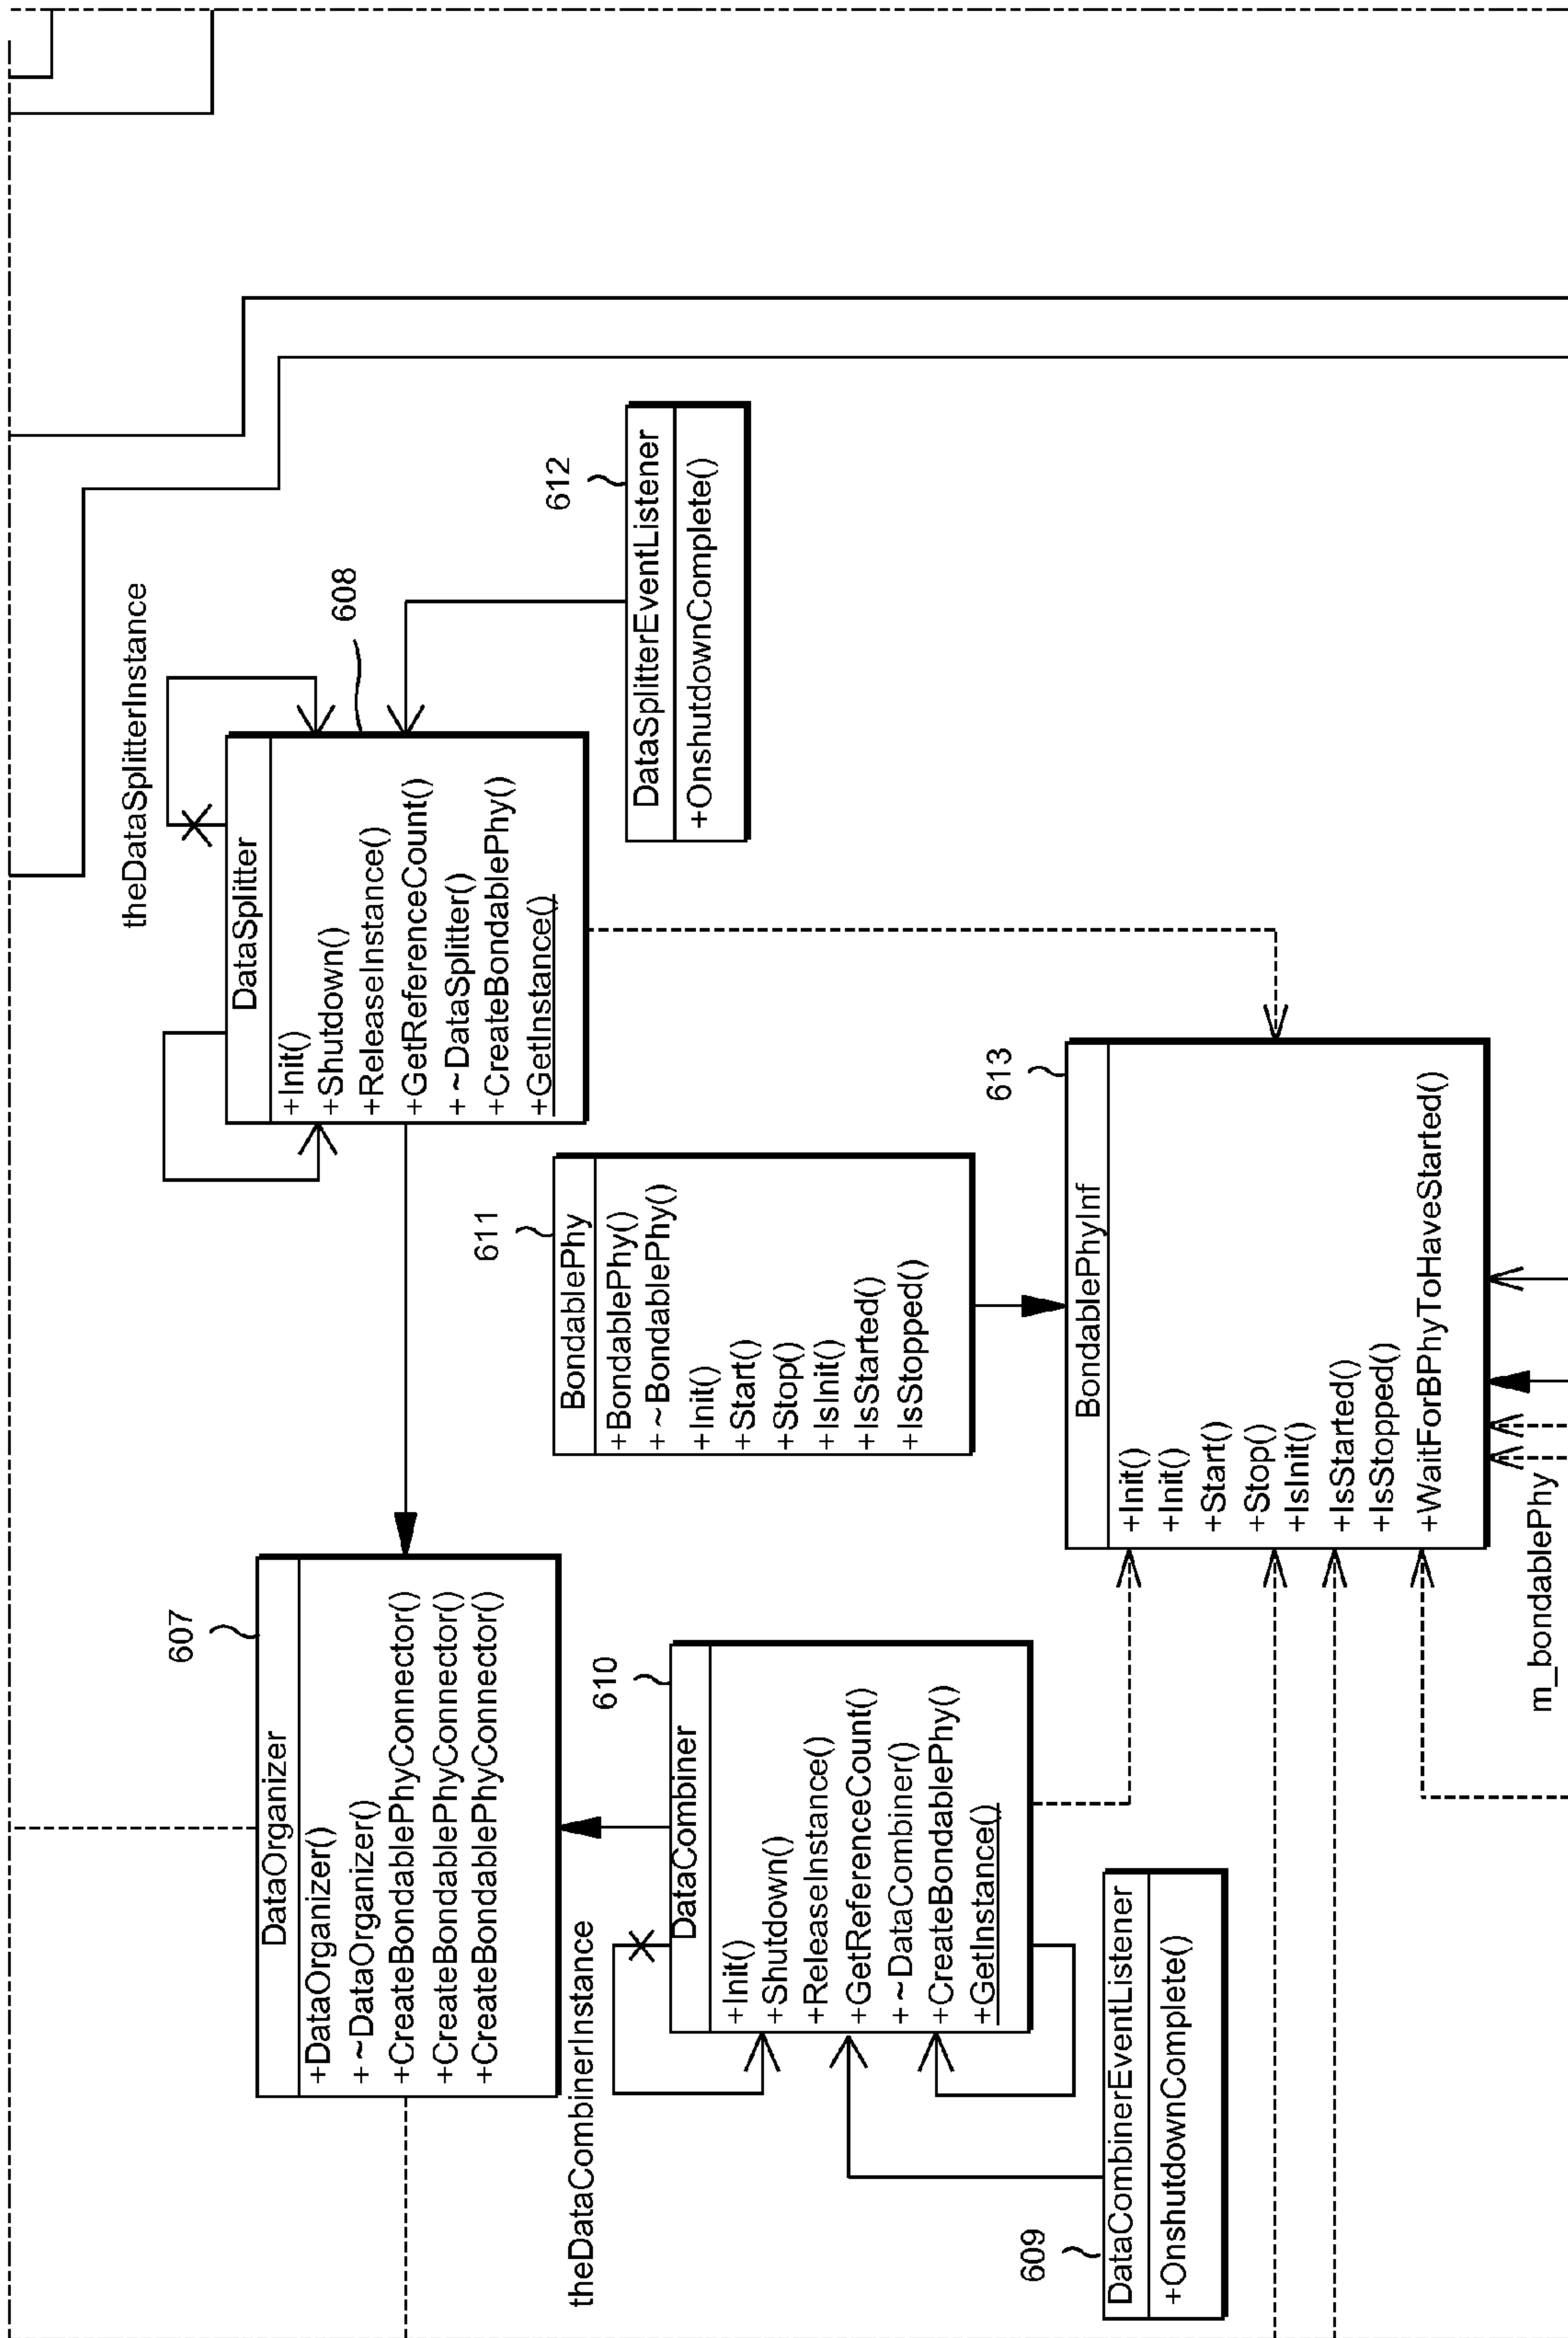 607
DataOrganizer
+DataOrganizer()
+~DataOrganizer()
+CreateBondablePhyConnector()
+CreateBondablePhyConnector()
+CreateBondablePhyConnector()
theDataSplitterInstance
608
DataSplitter
+Init()
+Shutdown()
+ReleaseInstance()
+GetReferenceCount()
+~DataSplitter()
+CreateBondablePhy()
+GetInstance()
theDataCombinerInstance
610
DataCombiner
+Init()
+Shutdown()
+ReleaseInstance()
+GetReferenceCount()
+~DataCombiner()
+CreateBondablePhy()
+GetInstance()
611
BondablePhy
+BondablePhy()
+~BondablePhy()
+Init()
+Start()
+Stop()
+IsInit()
+IsStarted()
+IsStopped()
612
DataSplitterEventListener
+OnshutdownComplete()
609
DataCombinerEventListener
+OnshutdownComplete()
613
BondablePhyInf
+Init()
+Init()
+Start()
+Stop()
+IsInit()
+IsStarted()
+IsStopped()
+WaitForBPhyToHaveStarted()
m_bondablePhy